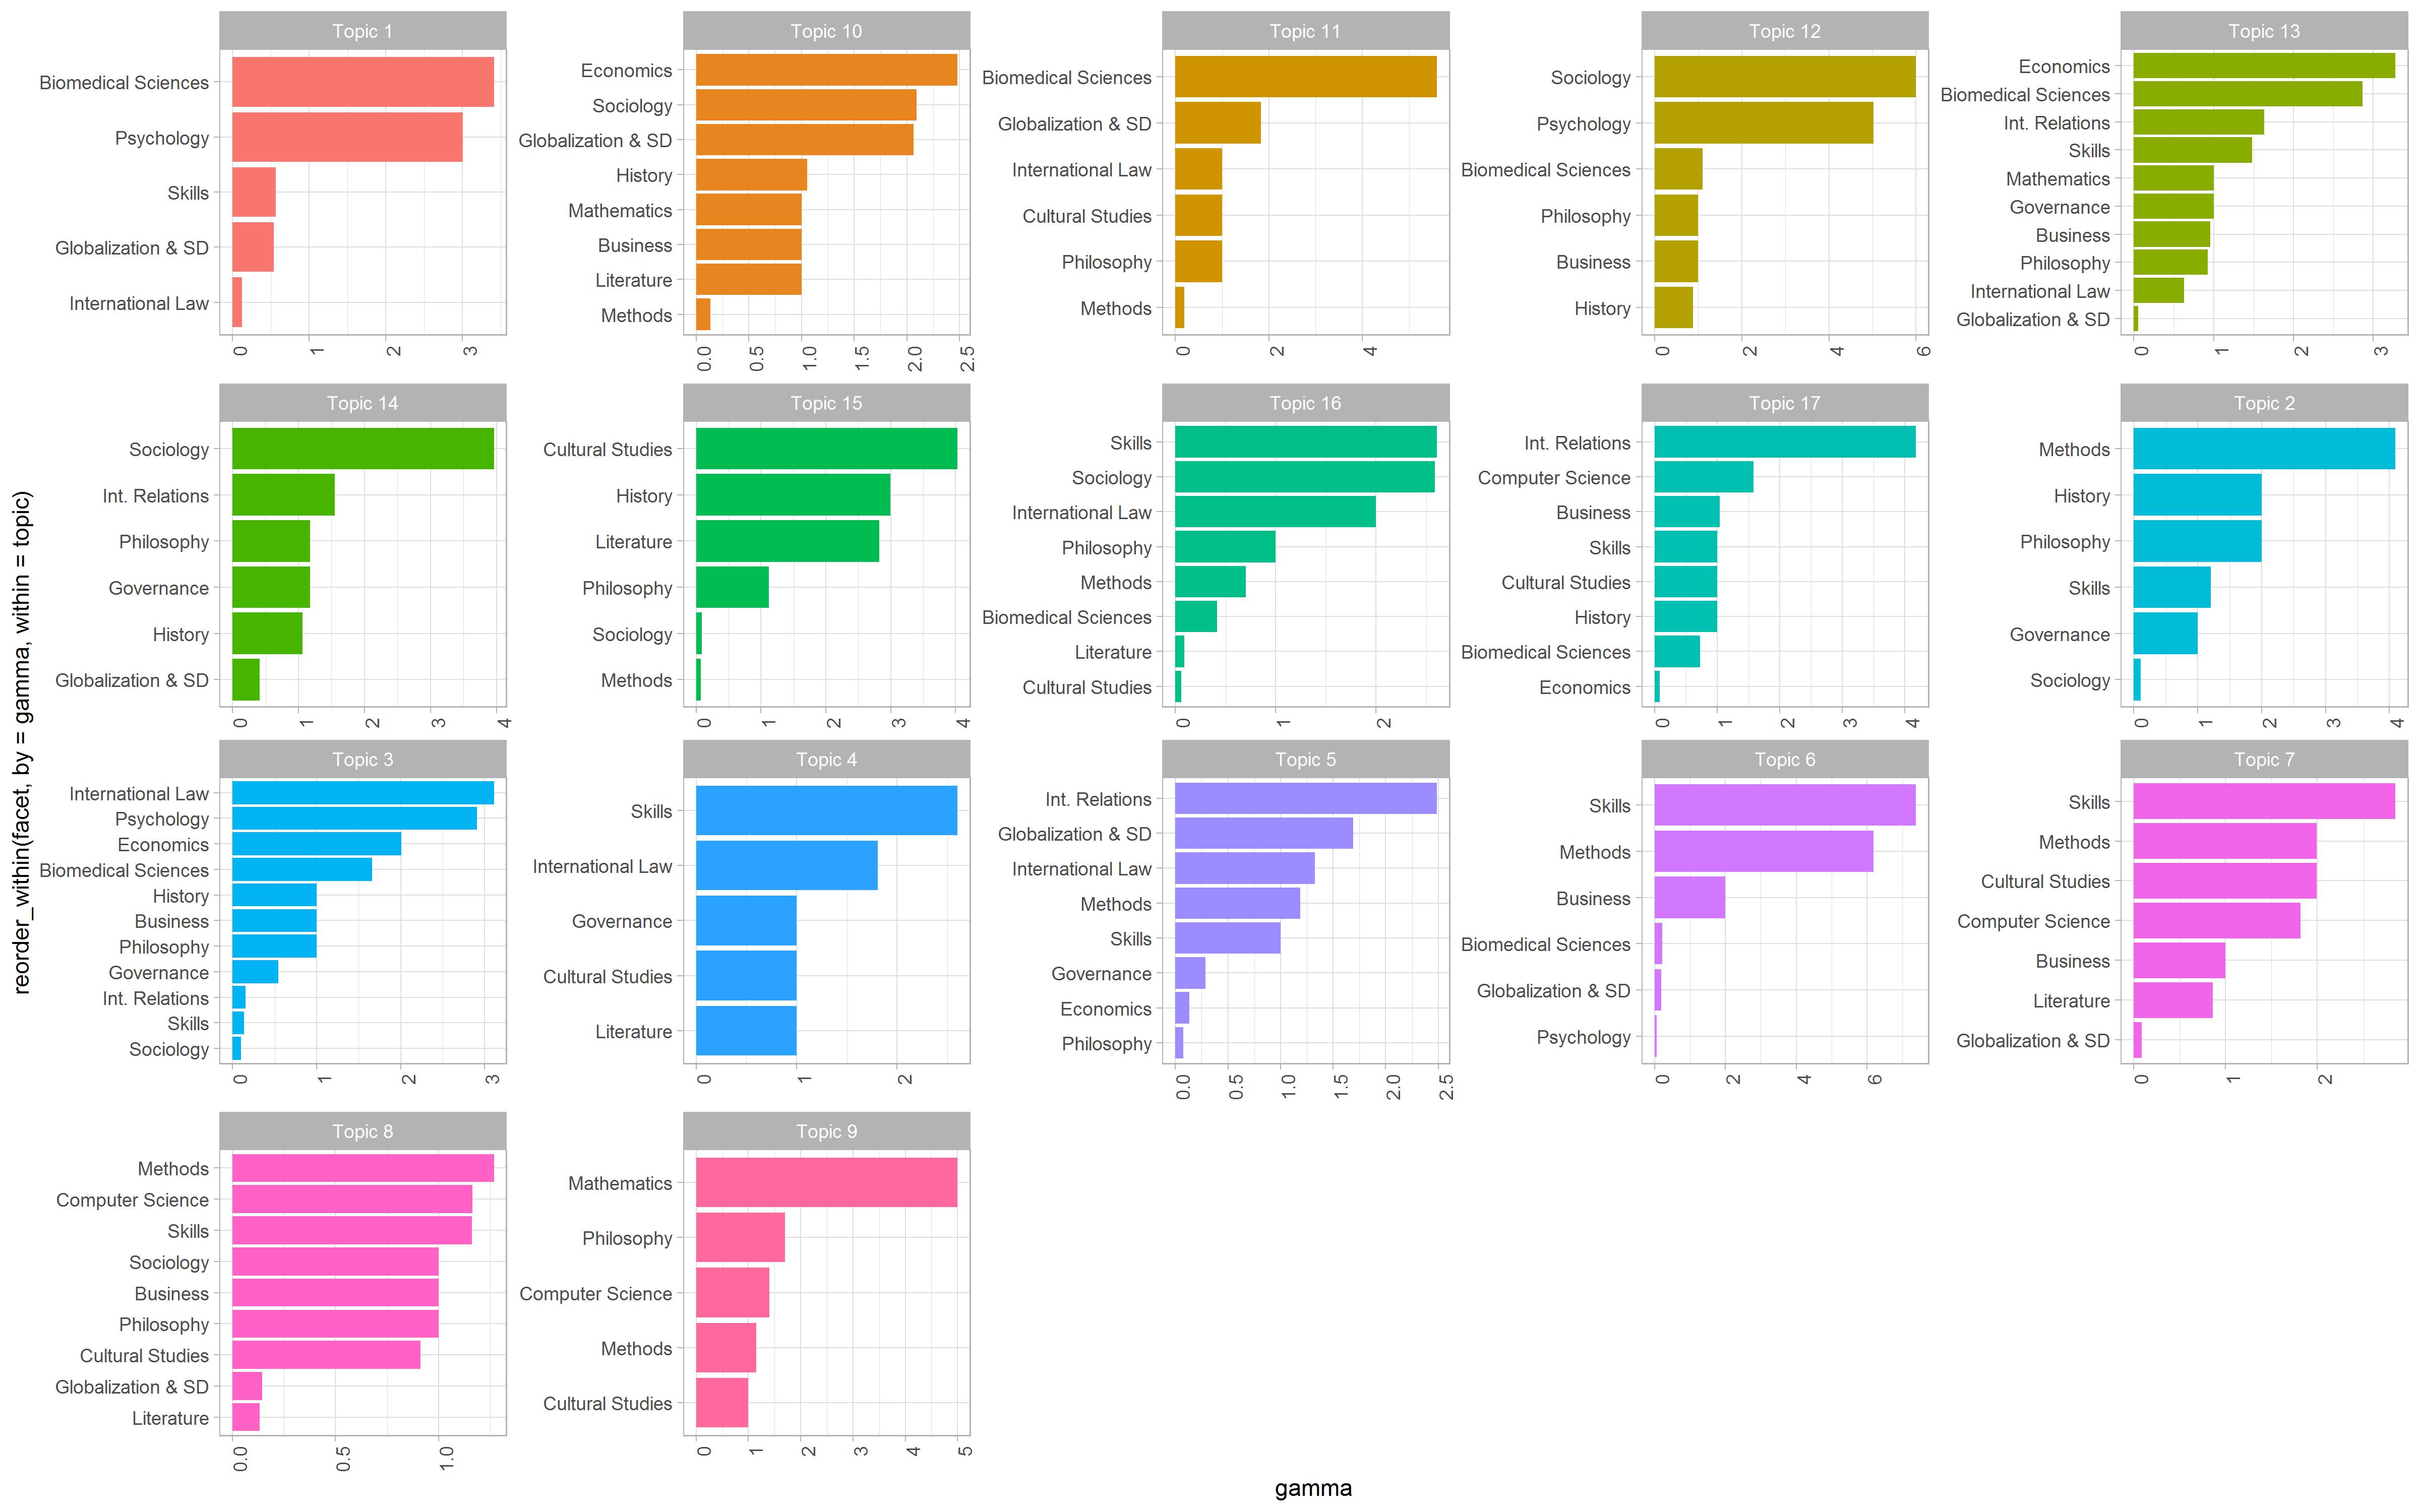 reorder_within(facet, by = gamma, within = topic)
Topic 1
Biomedical Sciences
Psychology
Skills
Globalization & SD
International Law
0 1 2 3
Topic 10
Economics
Sociology
Globalization & SD
History
Mathematics
Business
Literature
Methods
0.0 0.5 1.0 1.5 2.0 2.5
Topic 11
Biomedical Sciences
Globalization & SD
International Law
Cultural Studies
Philosophy
Methods
0 2 4
Topic 12
Sociology
Psychology
Biomedical Sciences
Philosophy
Business
History
0 2 4 6
Topic 13
Economics
Biomedical Sciences
Int. Relations
Skills
Mathematics
Governance
Business
Philosophy
International Law
Globalization & SD
0 1 2 3
Topic 14
Sociology
Int. Relations
Philosophy
Governance
History
Globalization & SD
0 1 2 3 4
Topic 15
Cultural Studies
History
Literature
Philosophy
Sociology
Methods
0 1 2 3 4
Topic 16
Skills
Sociology
International Law
Philosophy
Methods
Biomedical Sciences
Literature
Cultural Studies
0 1 2
Topic 17
Int. Relations
Computer Science
Business
Skills
Cultural Studies
History
Biomedical Sciences
Economics
0 1 2 3 4
Topic 2
Methods
History
Philosophy
Skills
Governance
Sociology
0 1 2 3 4
Topic 3
International Law
Psychology
Economics
Biomedical Sciences
History
Business
Philosophy
Governance
Int. Relations
Skills
Sociology
0 1 2 3
Topic 4
Skills
International Law
Governance
Cultural Studies
Literature
0 1 2
Topic 5
Int. Relations
Globalization & SD
International Law
Methods
Skills
Governance
Economics
Philosophy
0.0 0.5 1.0 1.5 2.0 2.5
Topic 6
Skills
Methods
Business
Biomedical Sciences
Globalization & SD
Psychology
0 2 4 6
Topic 7
Skills
Methods
Cultural Studies
Computer Science
Business
Literature
Globalization & SD
0 1 2
Topic 8
Methods
Computer Science
Skills
Sociology
Business
Philosophy
Cultural Studies
Globalization & SD
Literature
0.0 0.5 1.0
Topic 9
Mathematics
Philosophy
Computer Science
Methods
Cultural Studies
0 1 2 3 4 5
gamma